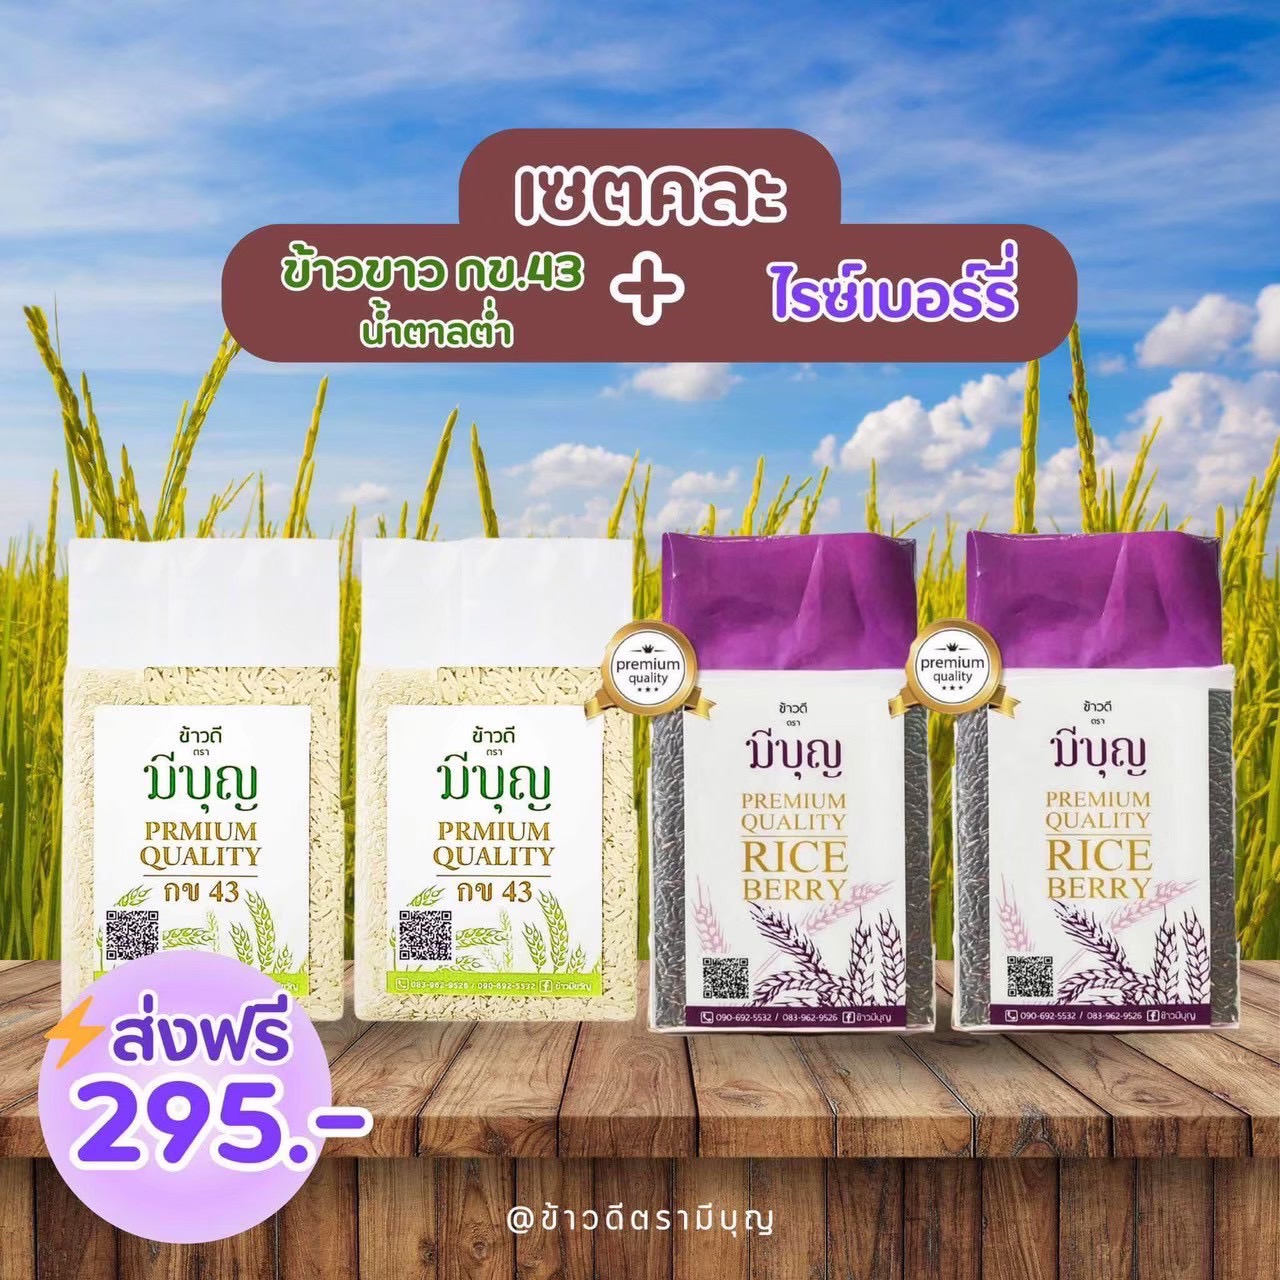 เซตคละ
ข้าวขาว กข.43
น้ำตาลต่ำ
+
ไรซ์เบอร์รี่
ข้าวดี
ตรา
มีบุญ
PRMIUM
QUALITY
กข 43
ข้าวดี
ตรา
มีบุญ
PRMIUM
QUALITY
กข 43
083-962-9526 / 090-692-5532
premium
quality
ข้าวดี
ตรา
มีบุญ
PREMIUM
QUALITY
RICE
BERRY
090-692-5532 / 083-962-9526 ข้าวมีบุญ
premium
quality
ข้าวดี
ตรา
มีบุญ
PREMIUM
QUALITY
RICE
BERRY
090-692-5532 / 083-962-9526 ข้าวมีบุญ
ส่งฟรี
295.-
@ข้าวดีตรามีบุญ